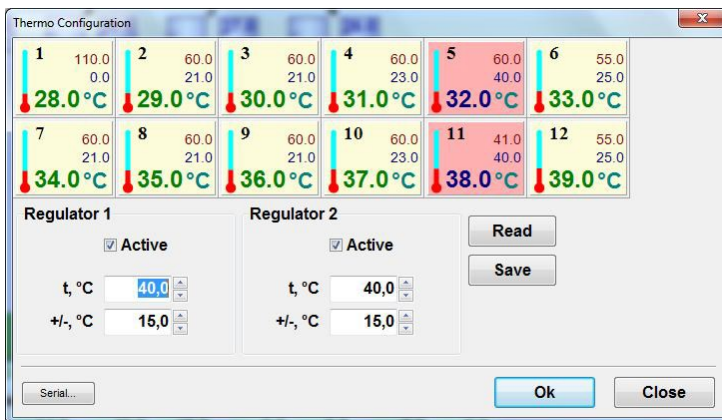 Thermo Configuration
1 110.0 2 60.0 3 60.0 4 60.0 5 60.0 6 55.0
0.0 21.0 21.0 23.0 40.0 25.0
28.0 °C 29.0 °C 30.0 °C 31.0 °C 32.0 °C 33.0 °C
7 60.0 8 60.0 9 60.0 10 60.0 11 41.0 12 55.0
21.0 21.0 21.0 23.0 40.0 25.0
34.0 °C 35.0 °C 36.0 °C 37.0 °C 38.0 °C 39.0 °C
Regulator 1 Regulator 2
Active Active Read
t, °C 40,0 t, °C 40,0 Save
+/-, °C 15,0 +/-, °C 15,0
Serial... Ok Close